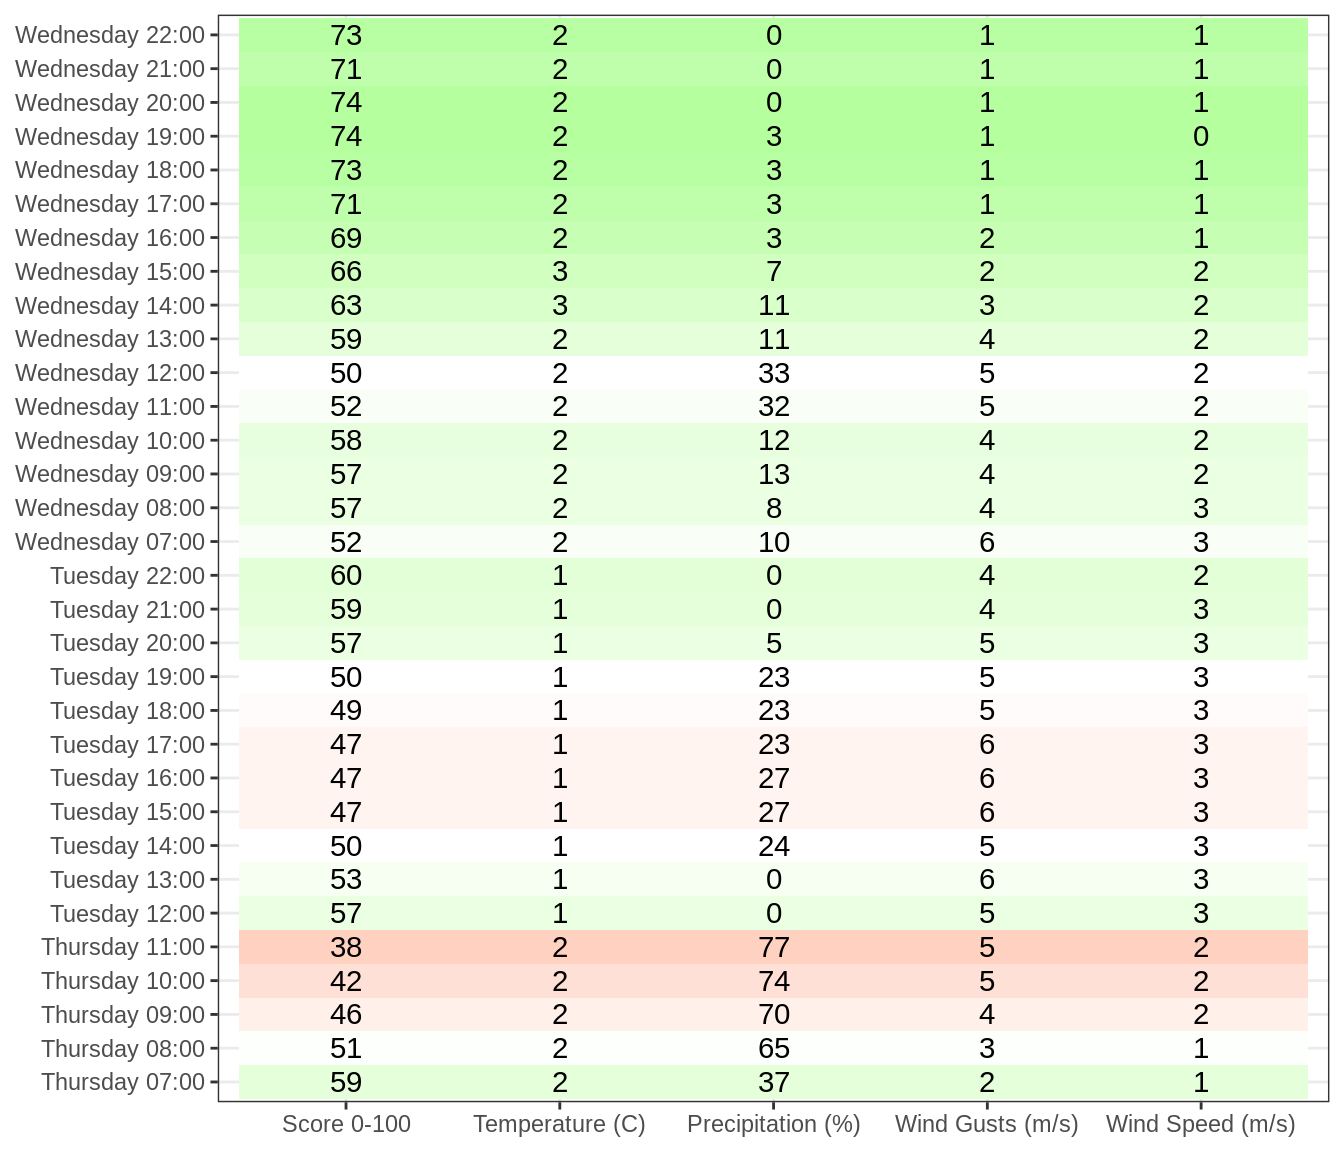 Wednesday 22:00 73 2 0 1 1
Wednesday 21:00 71 2 0 1 1
Wednesday 20:00 74 2 0 1 1
Wednesday 19:00 74 2 3 1 0
Wednesday 18:00 73 2 3 1 1
Wednesday 17:00 71 2 3 1 1
Wednesday 16:00 69 2 3 2 1
Wednesday 15:00 66 3 7 2 2
Wednesday 14:00 63 3 11 3 2
Wednesday 13:00 59 2 11 4 2
Wednesday 12:00 50 2 33 5 2
Wednesday 11:00 52 2 32 5 2
Wednesday 10:00 58 2 12 4 2
Wednesday 09:00 57 2 13 4 2
Wednesday 08:00 57 2 8 4 3
Wednesday 07:00 52 2 10 6 3
Tuesday 22:00 60 1 0 4 2
Tuesday 21:00 59 1 0 4 3
Tuesday 20:00 57 1 5 5 3
Tuesday 19:00 50 1 23 5 3
Tuesday 18:00 49 1 23 5 3
Tuesday 17:00 47 1 23 6 3
Tuesday 16:00 47 1 27 6 3
Tuesday 15:00 47 1 27 6 3
Tuesday 14:00 50 1 24 5 3
Tuesday 13:00 53 1 0 6 3
Tuesday 12:00 57 1 0 5 3
Thursday 11:00 38 2 77 5 2
Thursday 10:00 42 2 74 5 2
Thursday 09:00 46 2 70 4 2
Thursday 08:00 51 2 65 3 1
Thursday 07:00 59 2 37 2 1
Score 0-100 Temperature (C) Precipitation (%) Wind Gusts (m/s) Wind Speed (m/s)